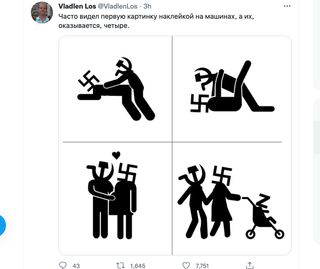 Vladlen Los @VladlenLos · 3h
Часто видел первую картинку наклейкой на машинах, а их,
оказывается, четыре.
Z
43 1,645 7,751